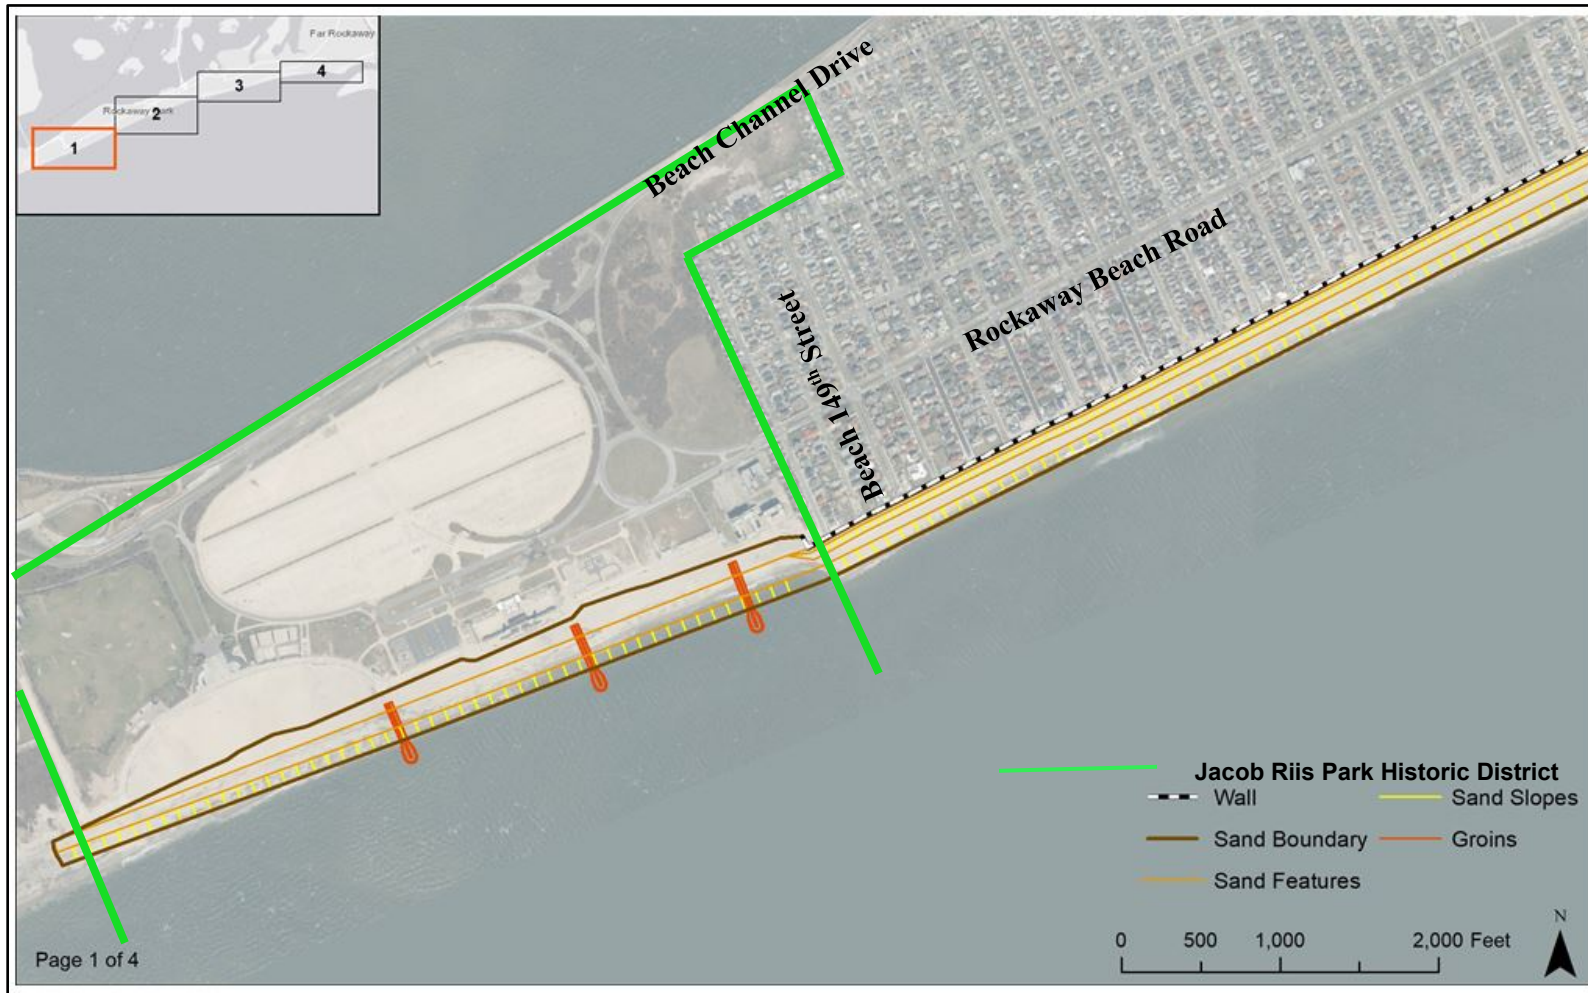 Far Rockaway
4
3
Rockaway Park
2
1
Beach Channel Drive
Rockaway Beach Road
Beach 149th Street
Jacob Riis Park Historic District
Wall
Sand Slopes
Sand Boundary
Groins
Sand Features
N
0 500 1,000 2,000 Feet
Page 1 of 4